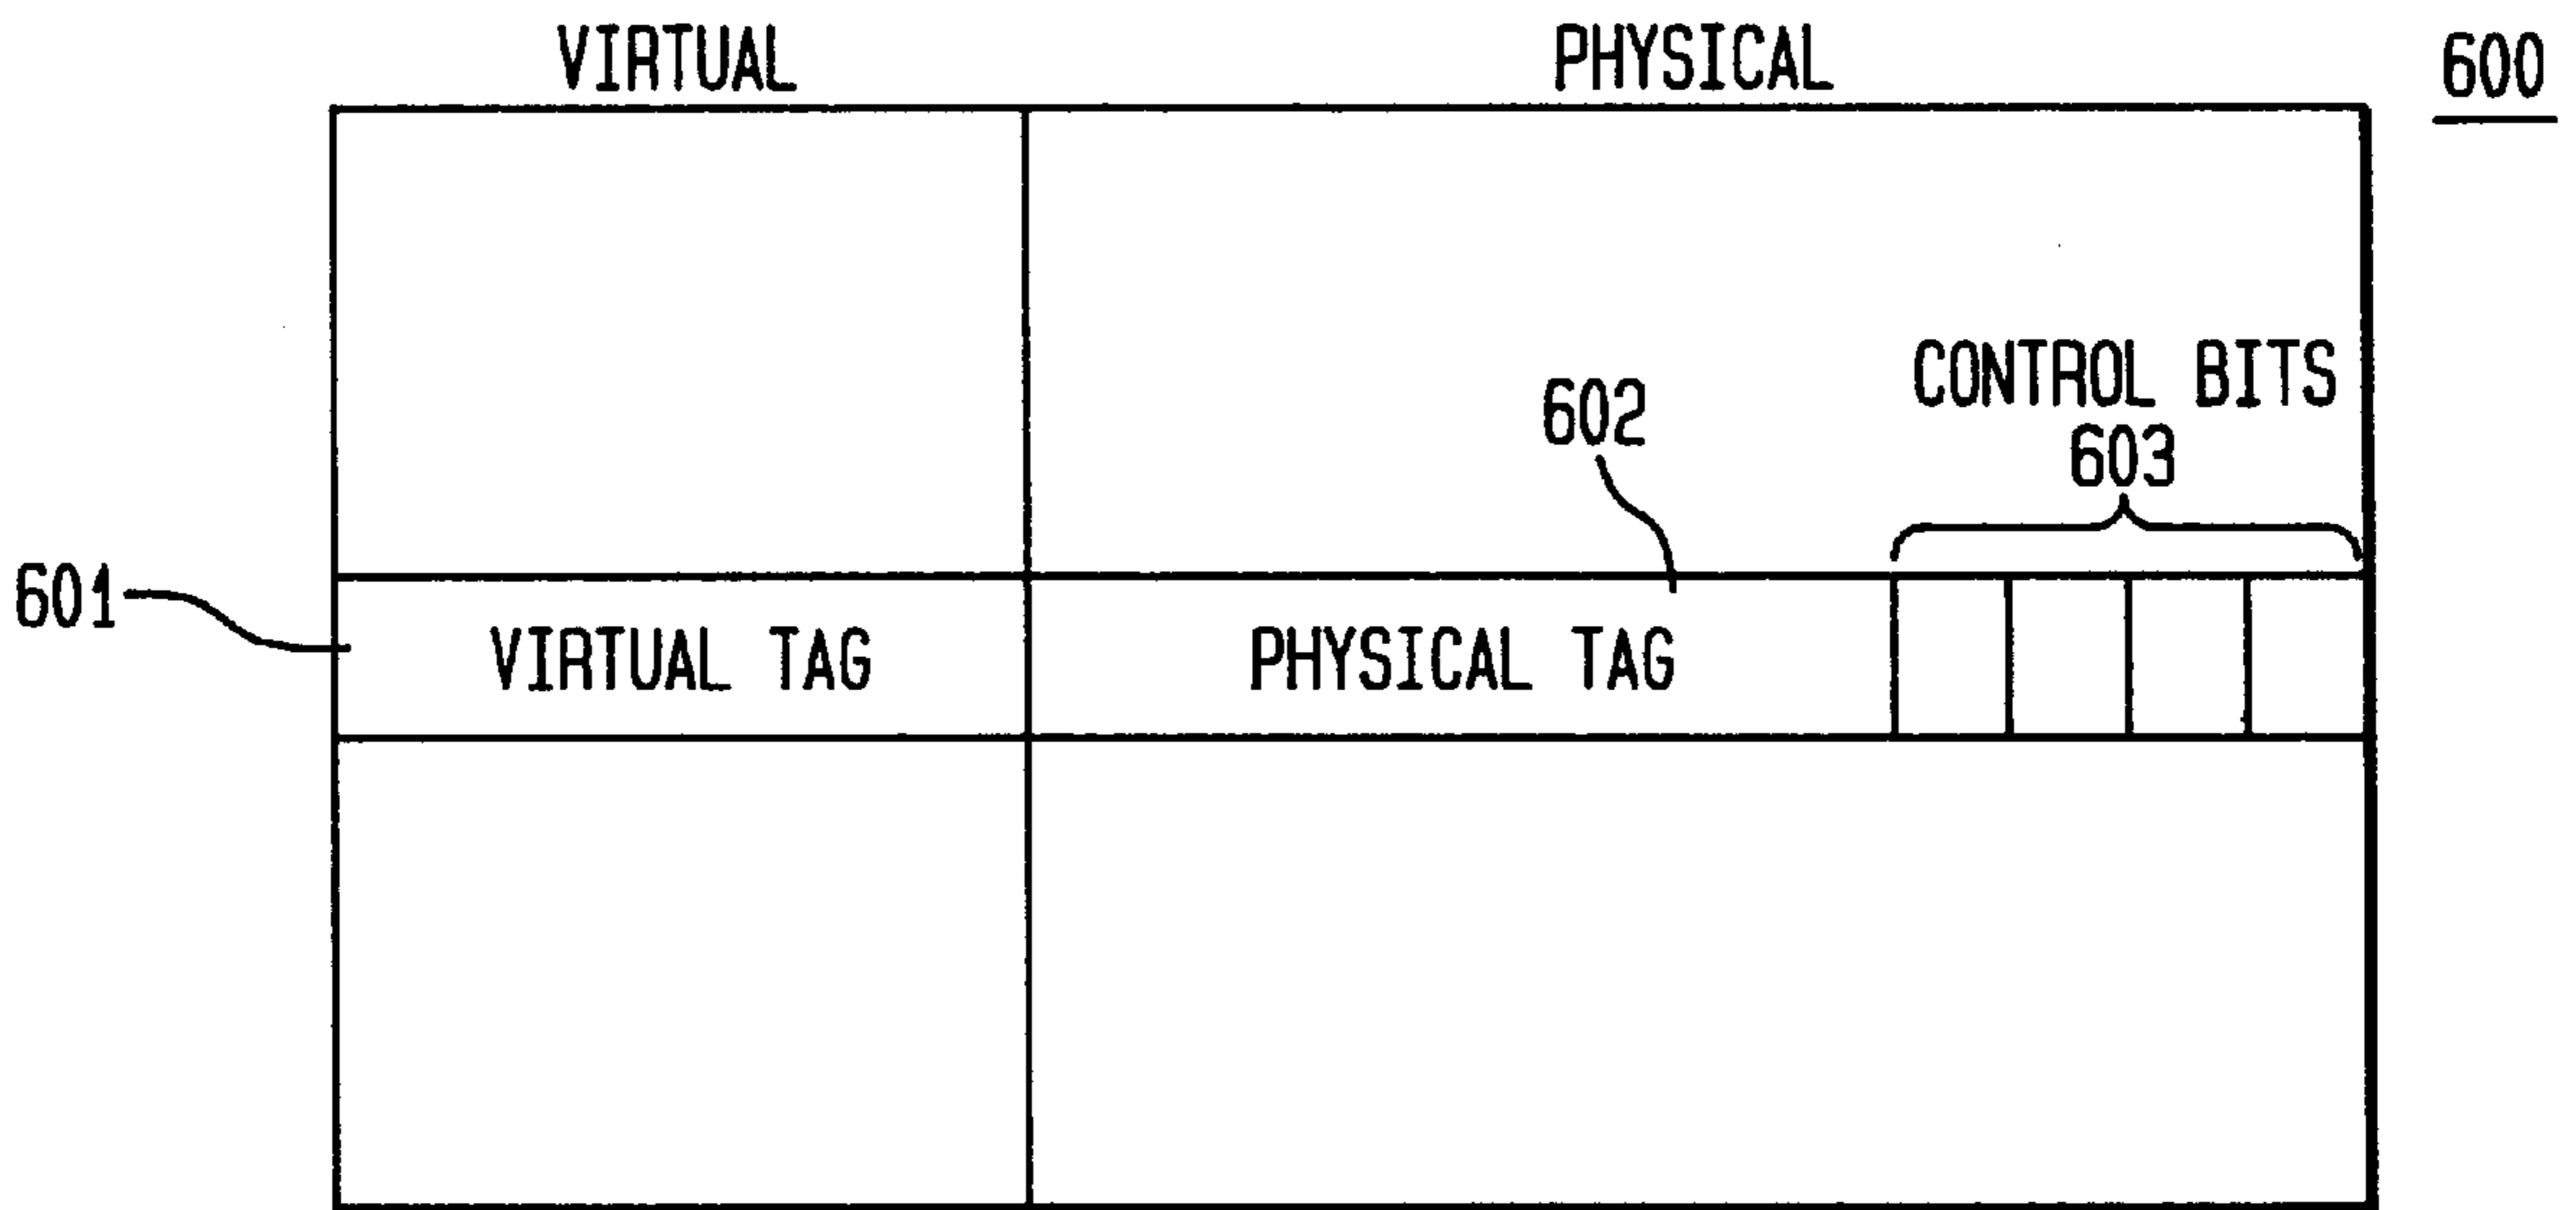 VIRTUAL PHYSICAL
600
CONTROL BITS
602
603
601
VIRTUAL TAG PHYSICAL TAG